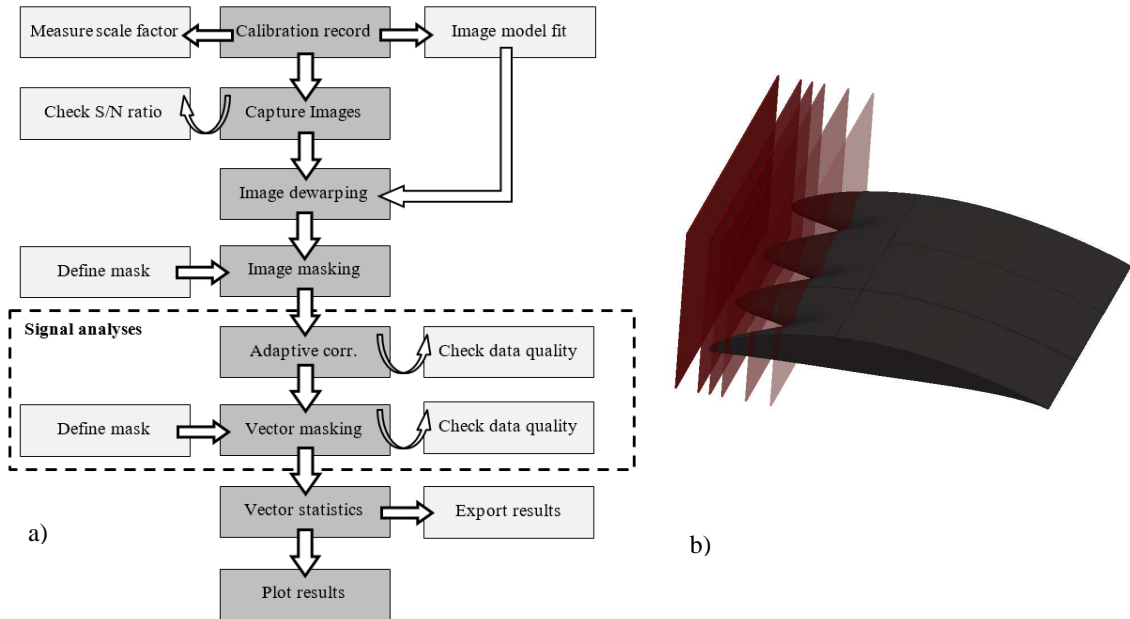 Measure scale factor
Calibration record
Image model fit
Check S/N ratio
Capture Images
Image dewarping
Define mask
Image masking
Signal analyses
Adaptive corr.
Check data quality
Define mask
Vector masking
Check data quality
Vector statistics
Export results
Plot results
a)
b)